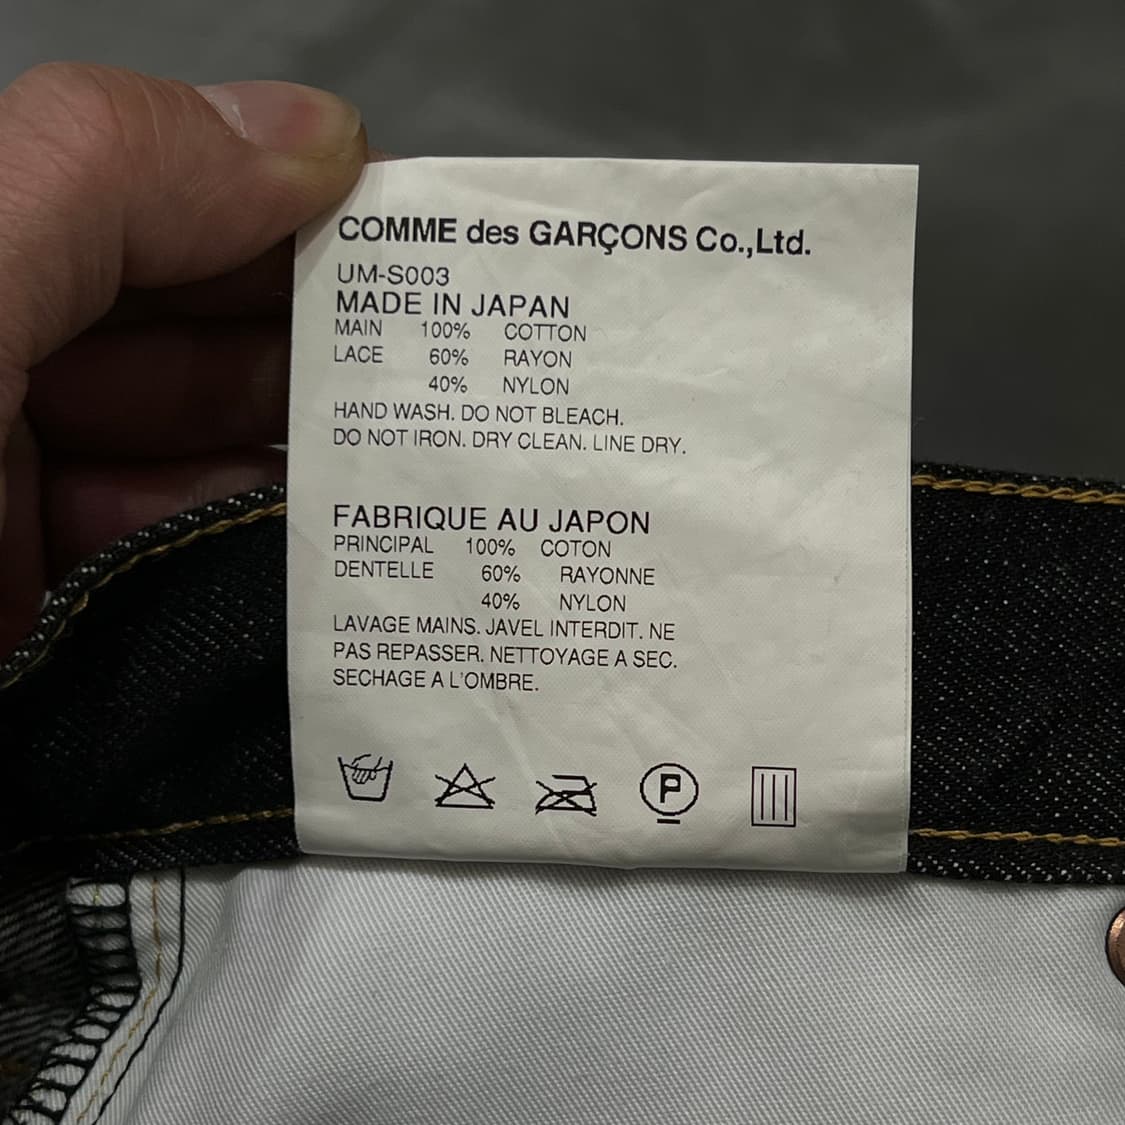 COMME des GARÇONS Co.,Ltd.
UM-S003
MADE IN JAPAN
MAIN 100% COTTON
LACE 60% RAYON
40% NYLON
HAND WASH. DO NOT BLEACH.
DO NOT IRON. DRY CLEAN. LINE DRY.
FABRIQUE AU JAPON
PRINCIPAL 100% COTON
DENTELLE 60% RAYONNE
40% NYLON
LAVAGE MAINS. JAVEL INTERDIT. NE
PAS REPASSER. NETTOYAGE A SEC.
SECHAGE A L'OMBRE.
P